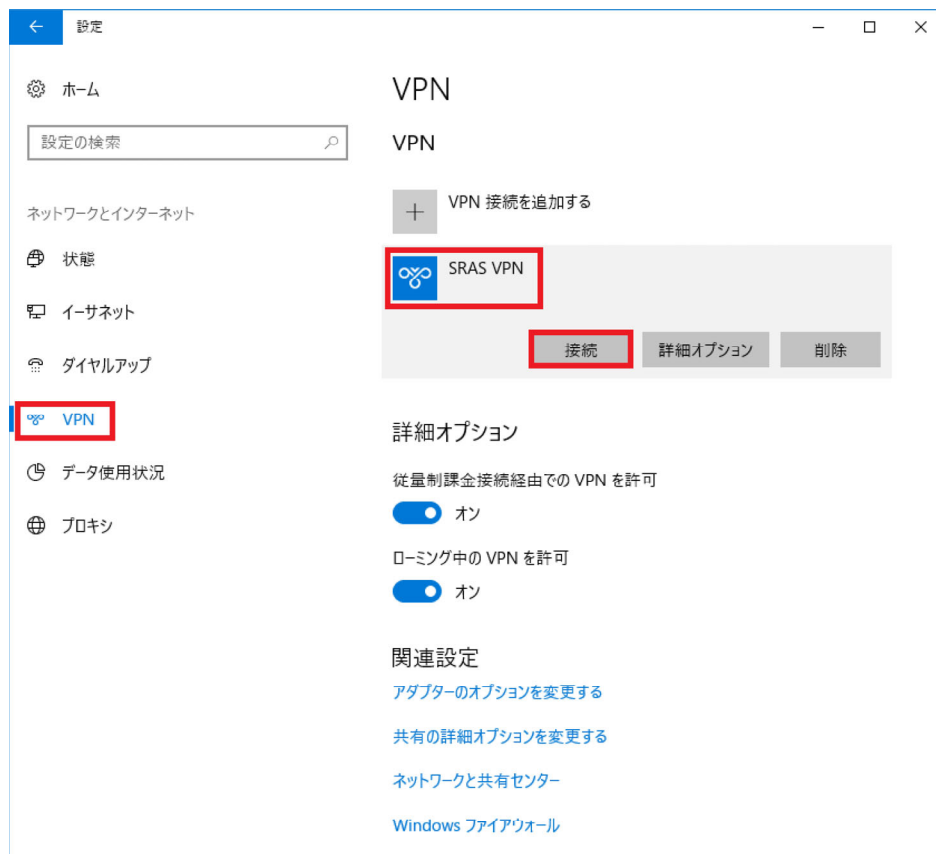 設定
ホーム
設定の検索
ネットワークとインターネット
状態
イーサネット
ダイヤルアップ
VPN
データ使用状況
プロキシ
VPN
VPN
VPN 接続を追加する
SRAS VPN
接続 詳細オプション 削除
詳細オプション
従量制課金接続経由での VPN を許可
オン
ローミング中の VPN を許可
オン
関連設定
アダプターのオプションを変更する
共有の詳細オプションを変更する
ネットワークと共有センター
Windows ファイアウォール